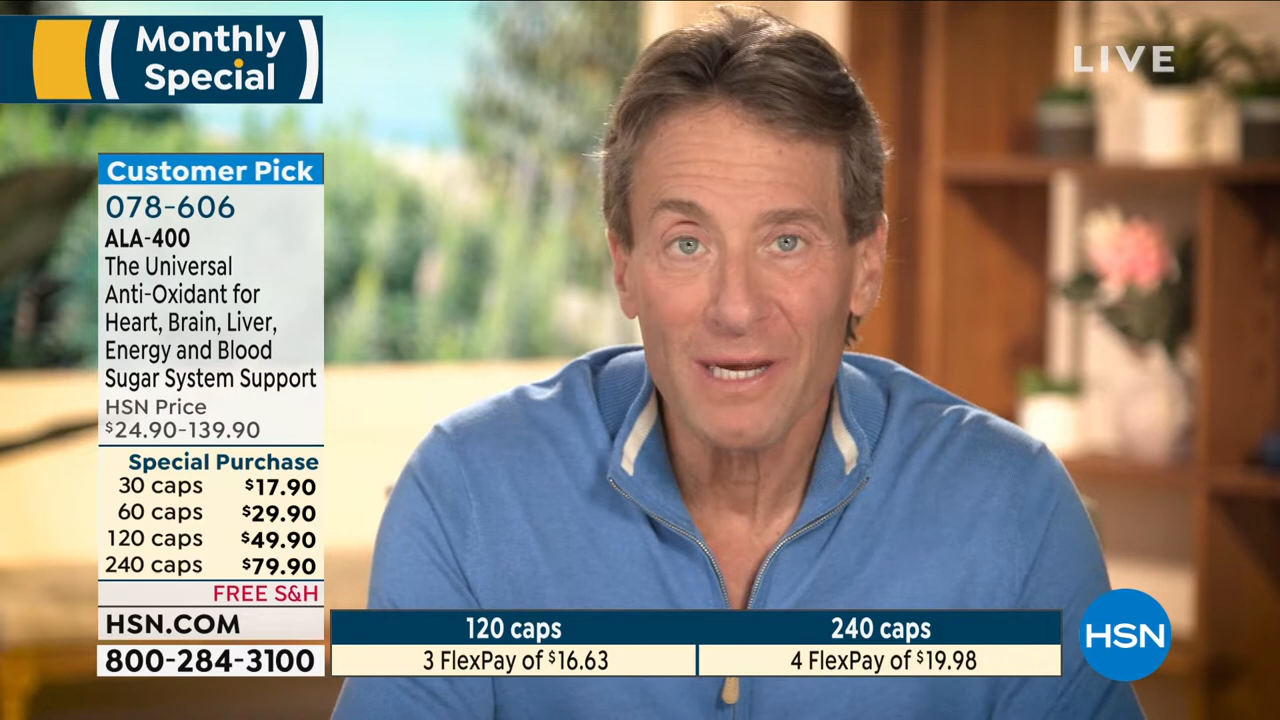 ( Monthly
Special )
LIVE
Customer Pick
078-606
ALA-400
The Universal
Anti-Oxidant for
Heart, Brain, Liver,
Energy and Blood
Sugar System Support
HSN Price
$24.90-139.90
Special Purchase
30 caps $17.90
60 caps $29.90
120 caps $49.90
240 caps $79.90
FREE S&H
HSN.COM
800-284-3100
120 caps 240 caps
3 FlexPay of $16.63 4 FlexPay of $19.98
HSN